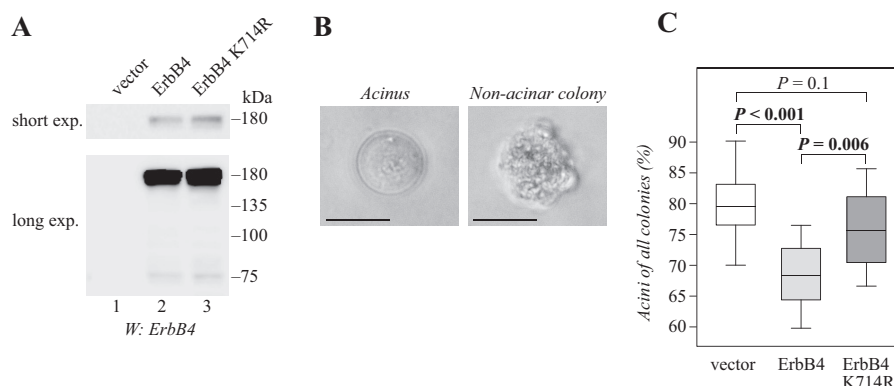 A
vector
ErbB4
ErbB4 K714R
kDa
short exp.
–180
long exp.
–180
–135
–100
–75
1 2 3
W: ErbB4
B
Acinus
Non-acinar colony
C
P = 0.1
P < 0.001
P = 0.006
Acini of all colonies (%)
90
85
80
75
70
65
60
vector
ErbB4
ErbB4
K714R